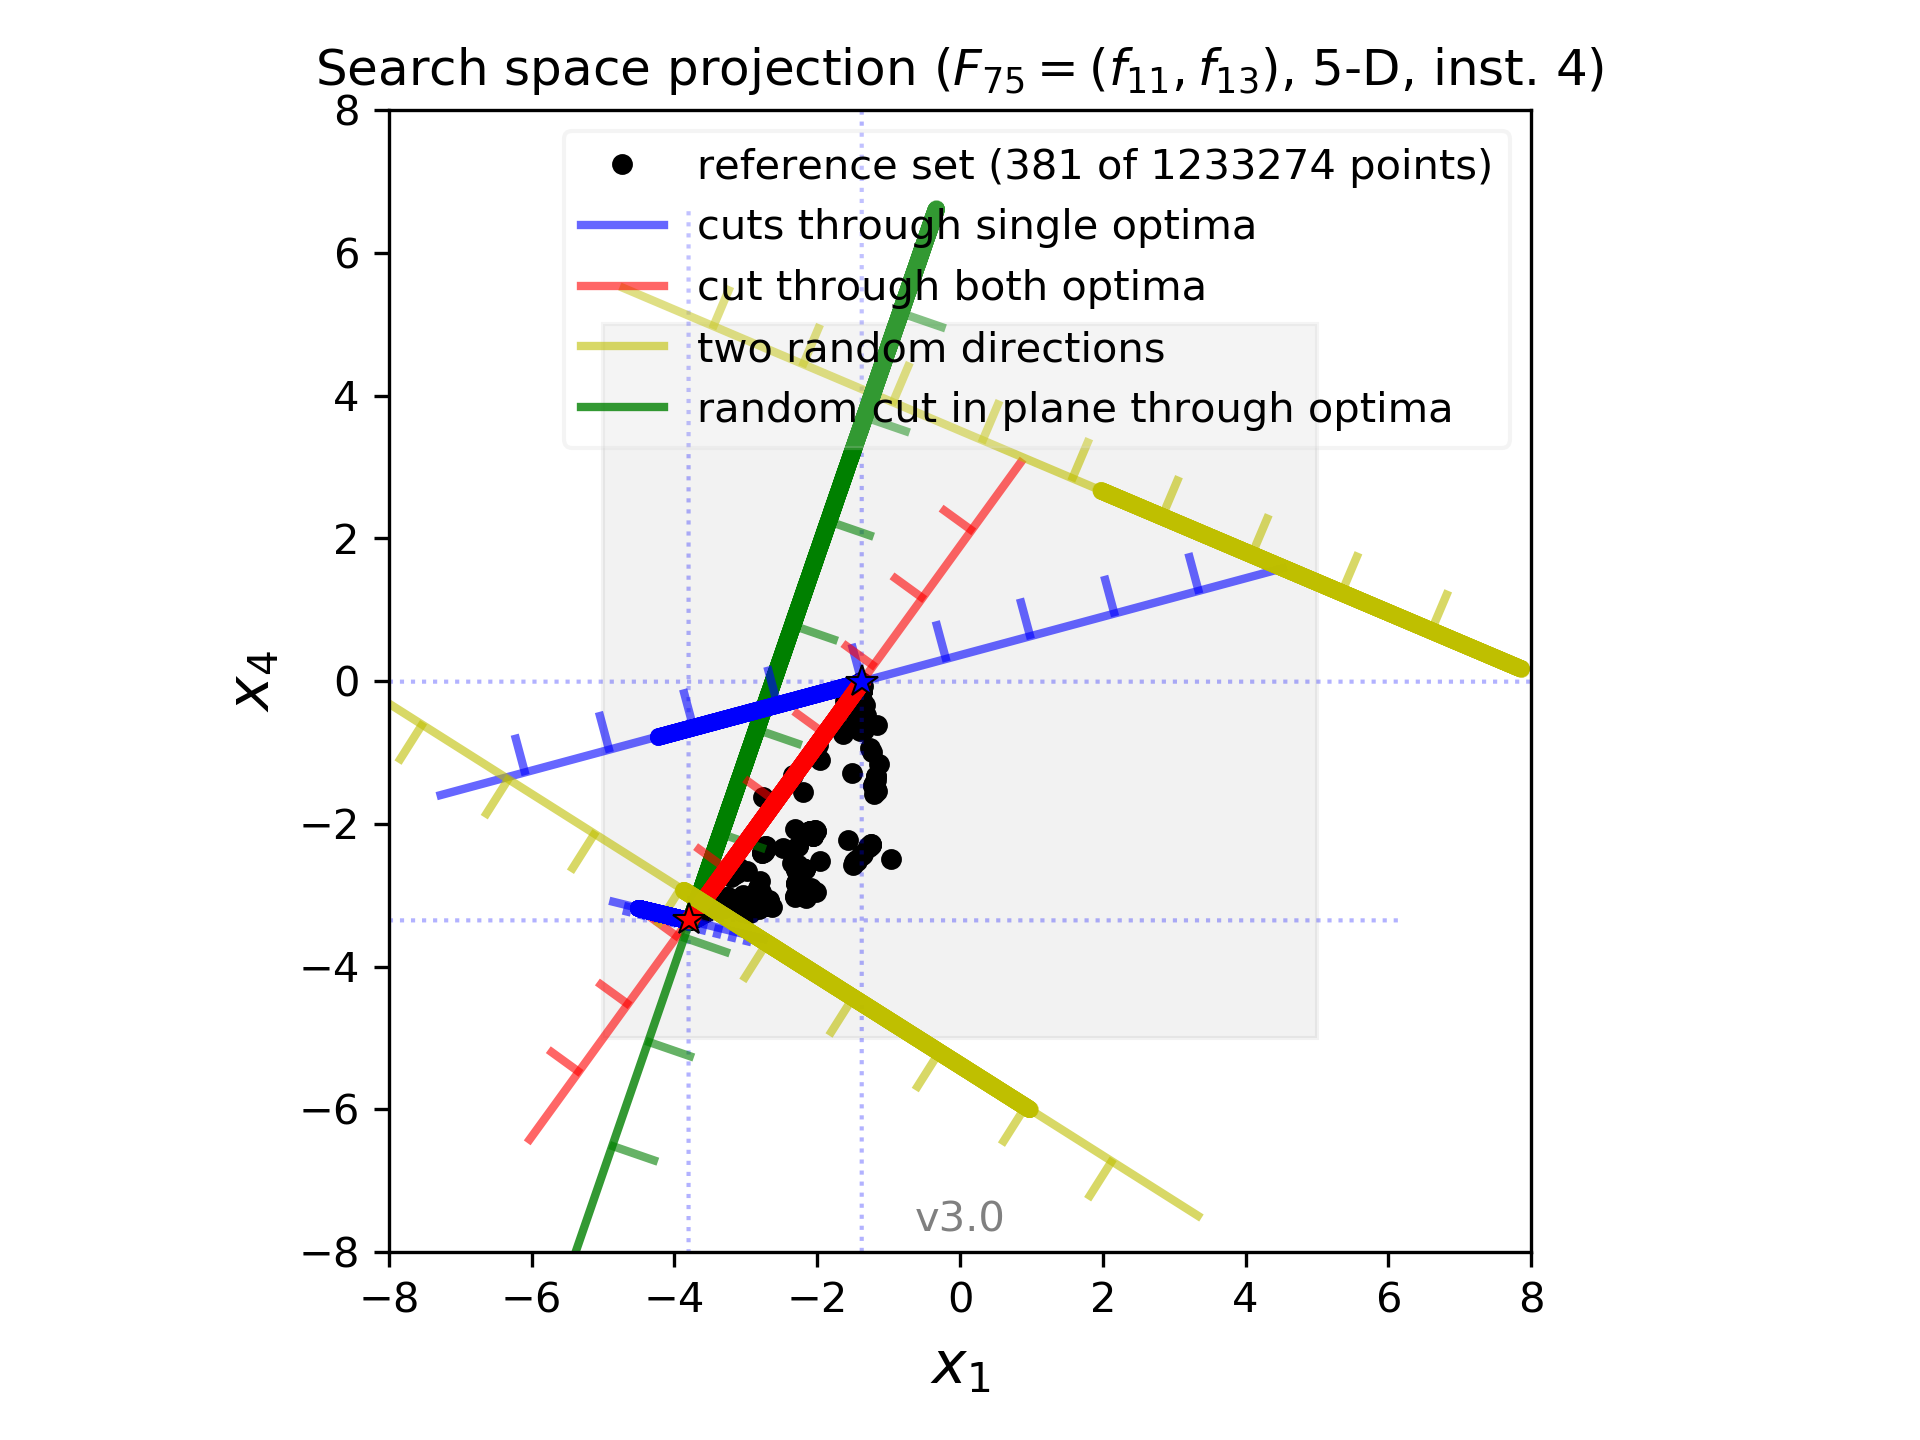 Search space projection (F₇₅ = (f₁₁, f₁₃), 5-D, inst. 4)
reference set (381 of 1233274 points)
cuts through single optima
cut through both optima
two random directions
random cut in plane through optima
8
6
4
2
0
−2
−4
−6
−8
x₄
v3.0
−8 −6 −4 −2 0 2 4 6 8
x₁